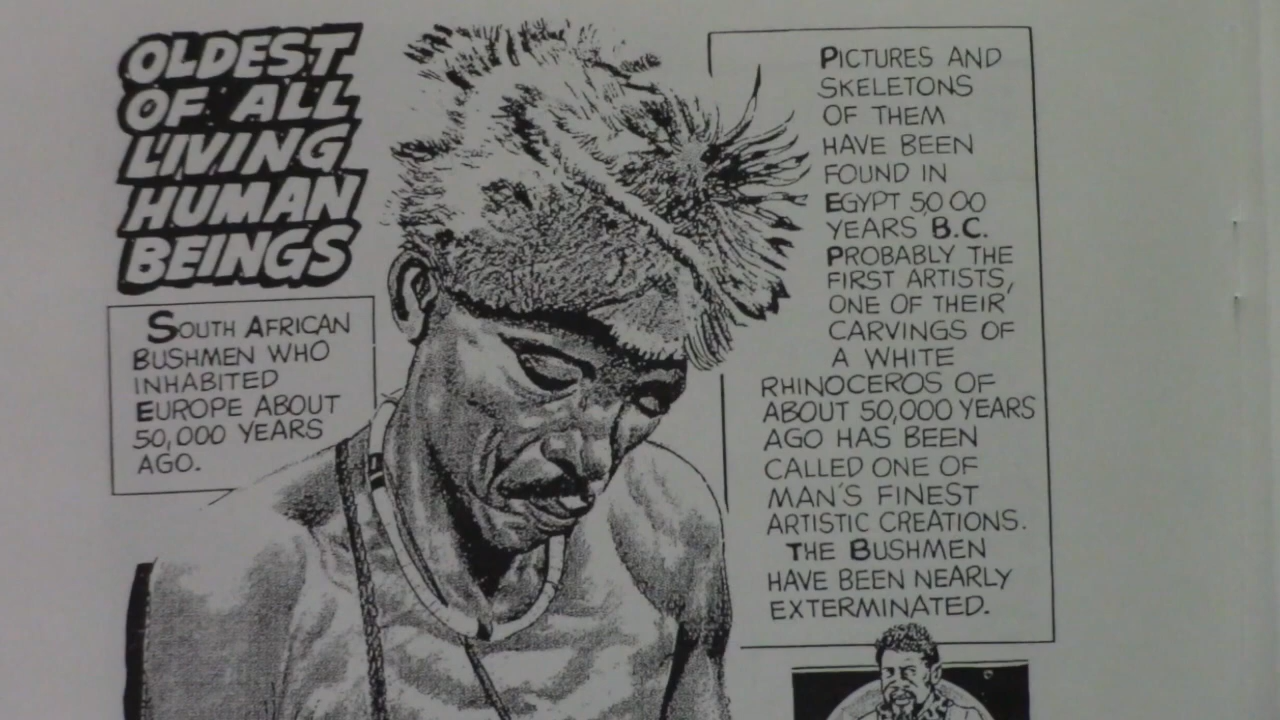 OLDEST
OF ALL
LIVING
HUMAN
BEINGS
SOUTH AFRICAN
BUSHMEN WHO
INHABITED
EUROPE ABOUT
50,000 YEARS
AGO.
PICTURES AND
SKELETONS
OF THEM
HAVE BEEN
FOUND IN
EGYPT 50 00
YEARS B.C.
PROBABLY THE
FIRST ARTISTS,
ONE OF THEIR
CARVINGS OF
A WHITE
RHINOCEROS OF
ABOUT 50,000 YEARS
AGO HAS BEEN
CALLED ONE OF
MAN'S FINEST
ARTISTIC CREATIONS.
THE BUSHMEN
HAVE BEEN NEARLY
EXTERMINATED.